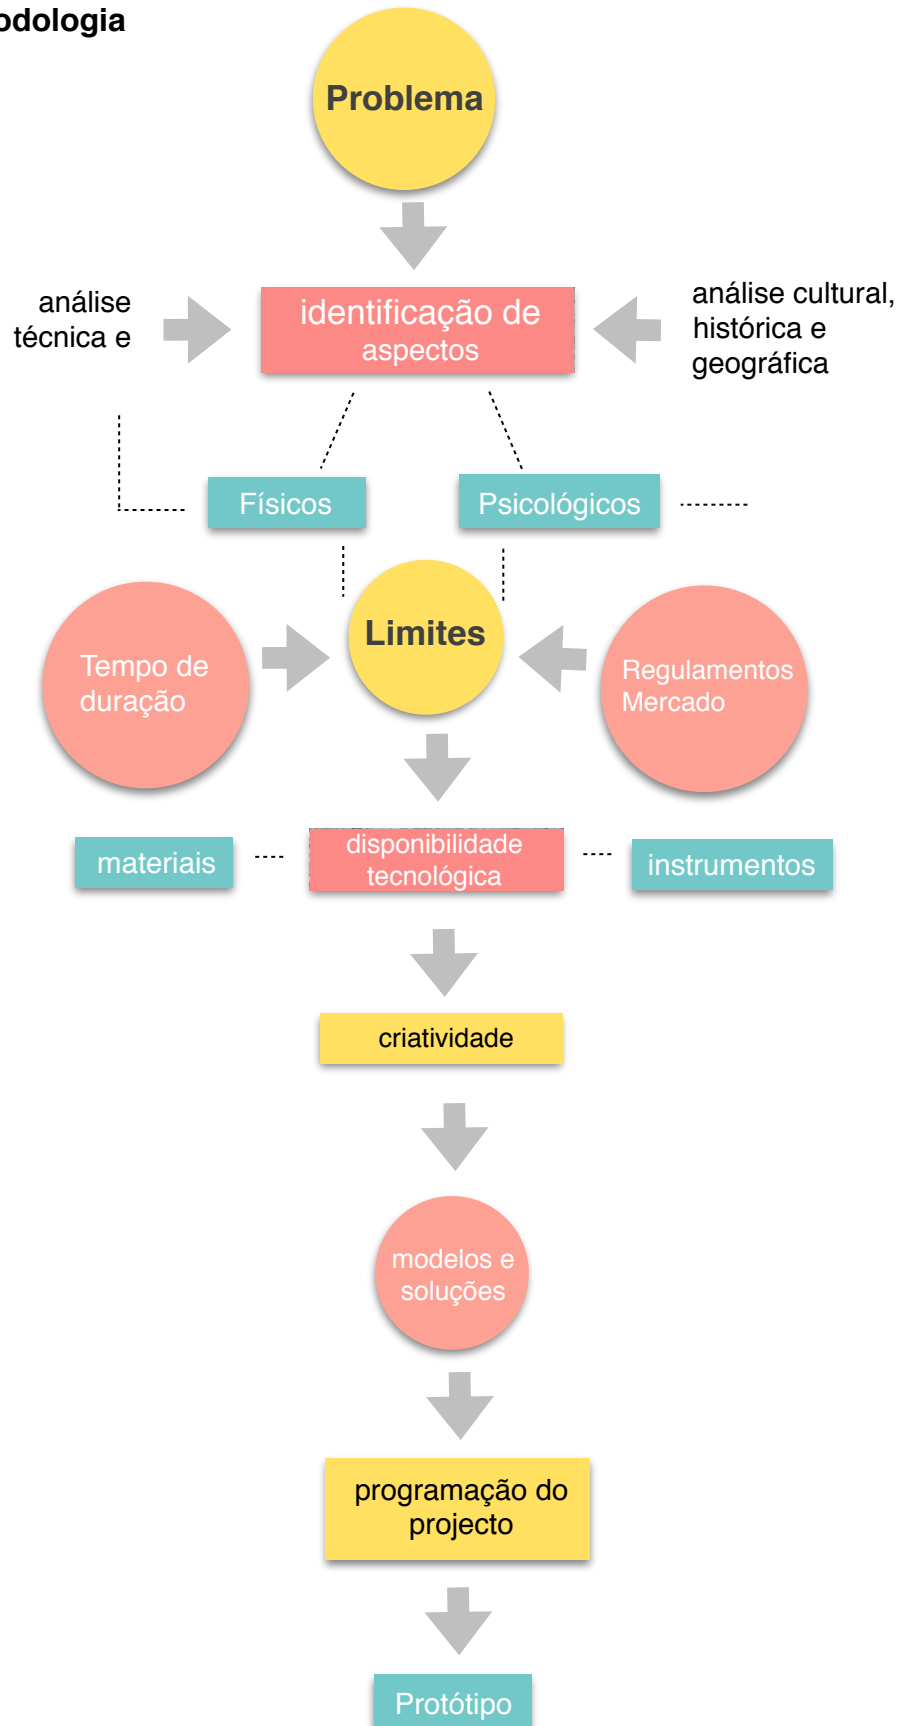 odologia
Problema
análise
técnica e
identificação de
aspectos
análise cultural,
histórica e
geográfica
Físicos
Psicológicos
Tempo de
duração
Limites
Regulamentos
Mercado
materiais
disponibilidade
tecnológica
instrumentos
criatividade
modelos e
soluções
programação do
projecto
Protótipo